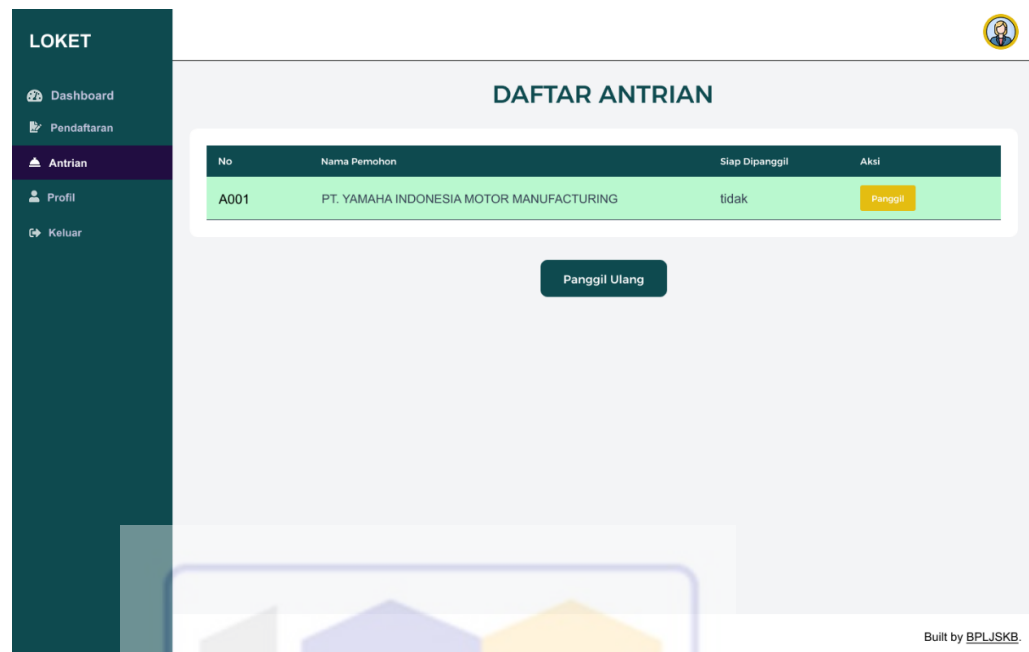 LOKET
Dashboard
Pendaftaran
Antrian
Profil
Keluar
DAFTAR ANTRIAN
No Nama Pemohon Siap Dipanggil Aksi
A001 PT. YAMAHA INDONESIA MOTOR MANUFACTURING tidak Panggil
Panggil Ulang
Built by BPLJSKB.